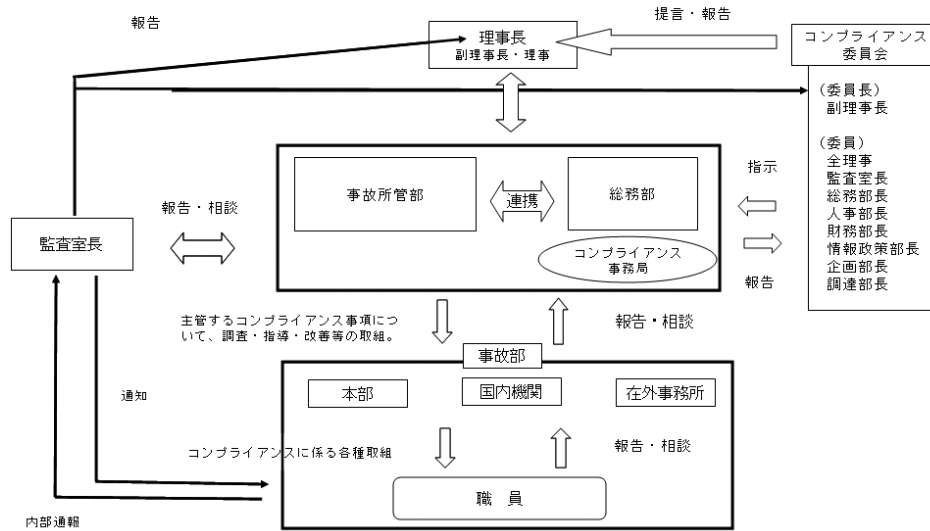 報告
提言・報告
理事長
副理事長・理事
コンプライアンス
委員会
(委員長)
副理事長
(委員)
全理事
監査室長
総務部長
人事部長
財務部長
情報政策部長
企画部長
調達部長
事故所管部
連携
総務部
コンプライアンス
事務局
指示
報告
報告・相談
監査室長
主管するコンプライアンス事項につ
いて、調査・指導・改善等の取組。
報告・相談
事故部
本部
国内機関
在外事務所
通知
コンプライアンスに係る各種取組
報告・相談
職員
内部通報